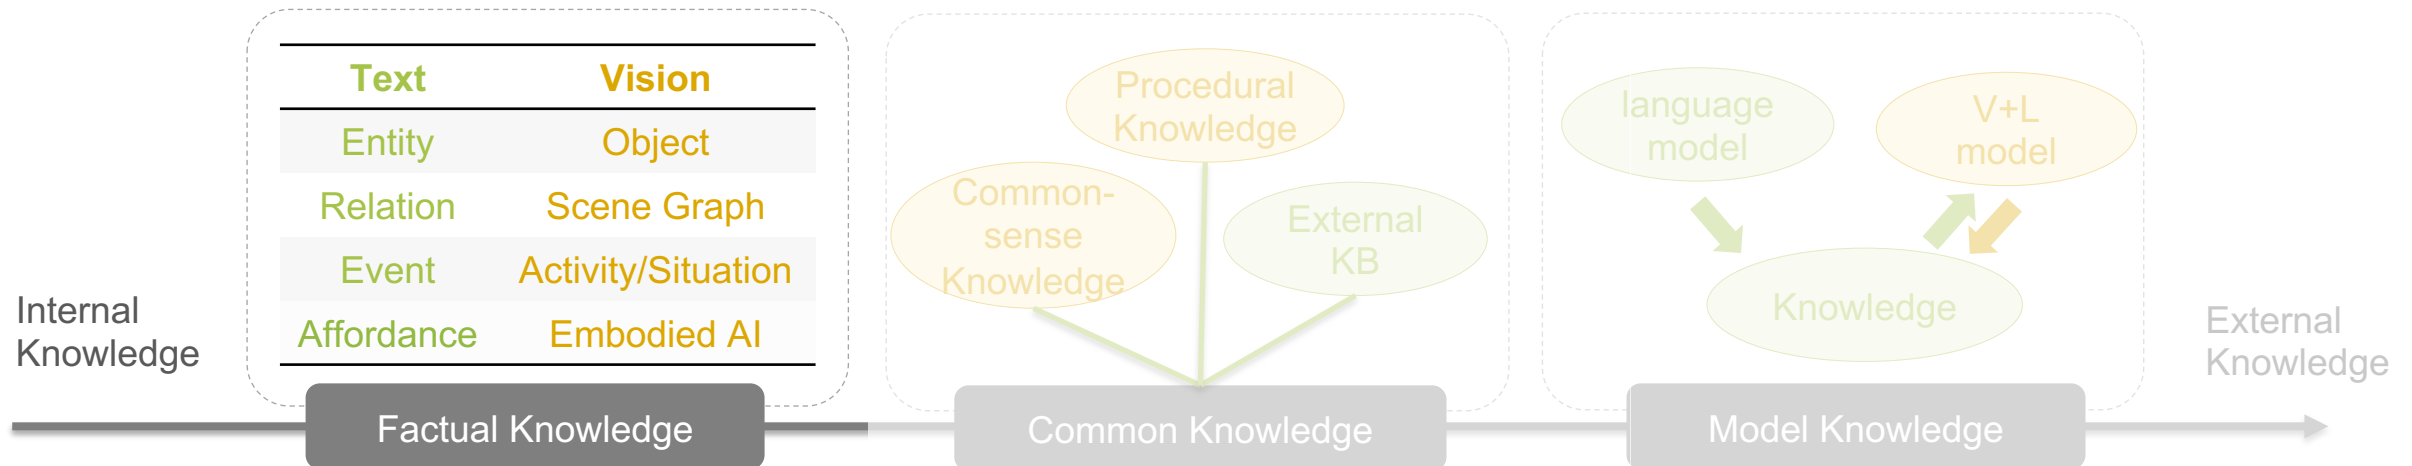 Internal
Knowledge
Text Vision
Entity Object
Relation Scene Graph
Event Activity/Situation
Affordance Embodied AI
Factual Knowledge
Procedural
Knowledge
Common-
sense
Knowledge
External
KB
Common Knowledge
language
model
V+L
model
Knowledge
Model Knowledge
External
Knowledge